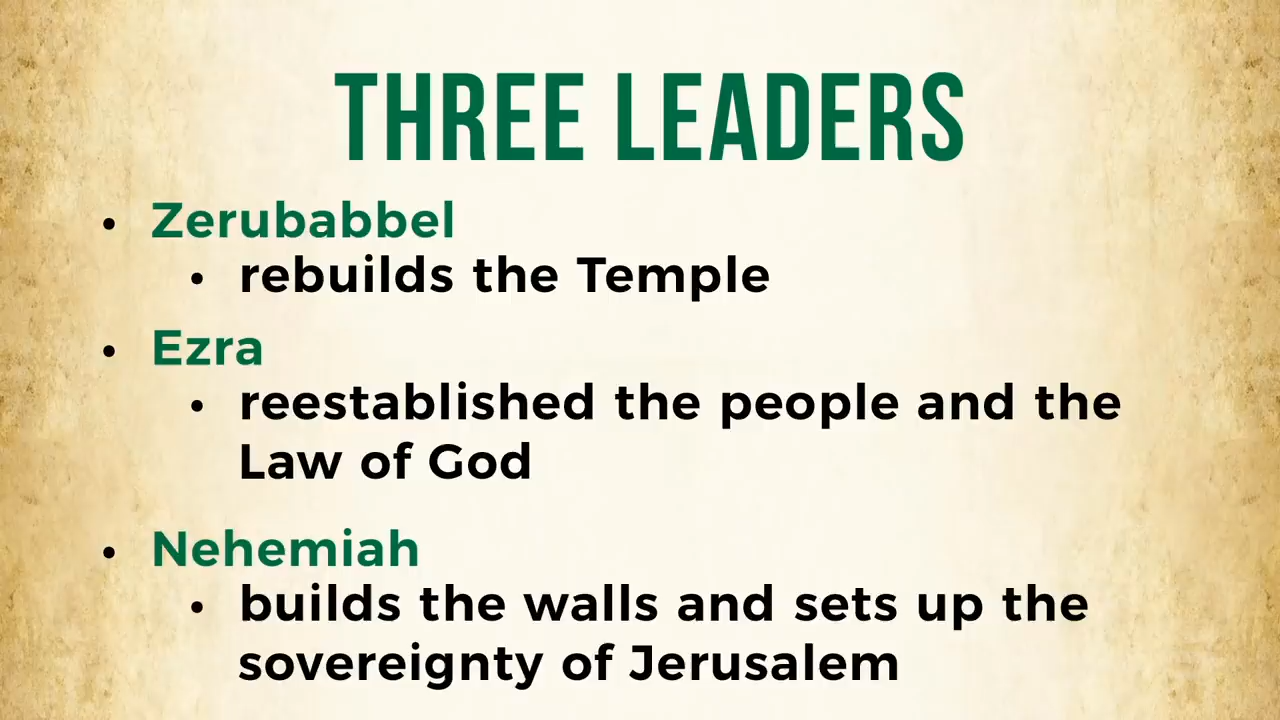 THREE LEADERS
• Zerubabbel
• rebuilds the Temple
• Ezra
• reestablished the people and the
Law of God
• Nehemiah
• builds the walls and sets up the
sovereignty of Jerusalem